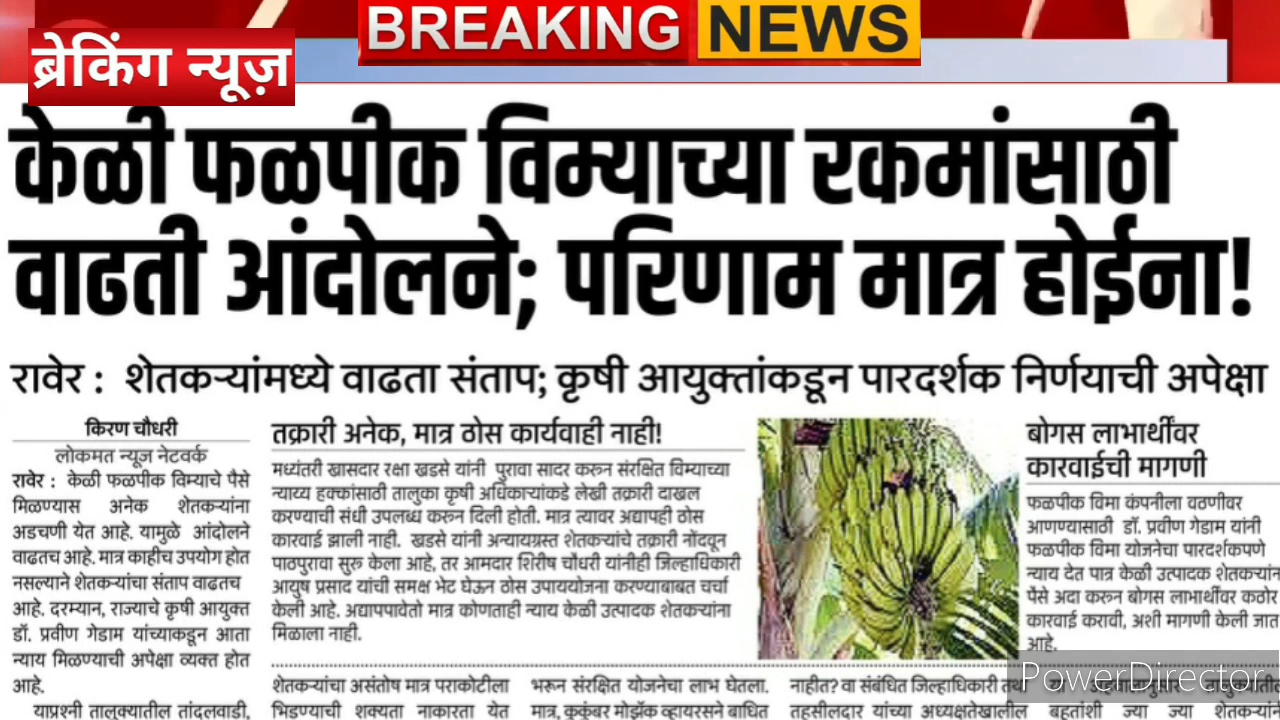 BREAKING NEWS
ब्रेकिंग न्यूज़
केळी फळपीक विम्याच्या रकमांसाठी
वाढती आंदोलने; परिणाम मात्र होईना!
रावेर : शेतकऱ्यांमध्ये वाढता संताप; कृषी आयुक्तांकडून पारदर्शक निर्णयाची अपेक्षा
किरण चौधरी
लोकमत न्यूज नेटवर्क
रावेर : केळी फळपीक विम्याचे पैसे
मिळण्यास अनेक शेतकऱ्यांना
अडचणी येत आहे. यामुळे आंदोलने
वाढतच आहे. मात्र काहीच उपयोग होत
नसल्याने शेतकऱ्यांचा संताप वाढतच
आहे. दरम्यान, राज्याचे कृषी आयुक्त
डॉ. प्रवीण गेडाम यांच्याकडून आता
न्याय मिळण्याची अपेक्षा व्यक्त होत
आहे.
याप्रश्नी तालुक्यातील तांदलवाडी,
तक्रारी अनेक, मात्र ठोस कार्यवाही नाही!
मध्यंतरी खासदार रक्षा खडसे यांनी पुरावा सादर करून संरक्षित विम्याच्या
न्याय्य हक्कांसाठी तालुका कृषी अधिकाऱ्यांकडे लेखी तक्रारी दाखल
करण्याची संधी उपलब्ध करून दिली होती. मात्र त्यावर अद्यापही ठोस
कारवाई झाली नाही. खडसे यांनी अन्यायग्रस्त शेतकऱ्यांचे तक्रारी नोंदवून
पाठपुरावा सुरू केला आहे, तर आमदार शिरीष चौधरी यांनीही जिल्हाधिकारी
आयुष प्रसाद यांची समक्ष भेट घेऊन ठोस उपाययोजना करण्याबाबत चर्चा
केली आहे. अद्यापपावेतो मात्र कोणताही न्याय केळी उत्पादक शेतकऱ्यांना
मिळाला नाही.
बोगस लाभार्थींवर
कारवाईची मागणी
फळपीक विमा कंपनीला वठणीवर
आणण्यासाठी डॉ. प्रवीण गेडाम यांनी
फळपीक विमा योजनेचा पारदर्शकपणे
न्याय देत पात्र केळी उत्पादक शेतकऱ्यांन
पैसे अदा करून बोगस लाभार्थींवर कठोर
कारवाई करावी, अशी मागणी केली जात
आहे.
शेतकऱ्यांचा असंतोष मात्र पराकोटीला
भिडण्याची शक्यता नाकारता येत
भरून संरक्षित योजनेचा लाभ घेतला.
मात्र, कुकुंबर मोझॅक व्हायरसने बाधित
नाहीत? वा संबंधित जिल्हाधिकारी तथ
तहसीलदार यांच्या अध्यक्षतेखालील
बहुतांशी ज्या ज्या शेतकऱ्यांन
PowerDirector